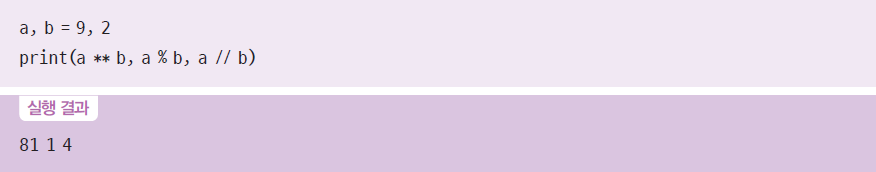 a, b = 9, 2
print(a ** b, a % b, a // b)
실행 결과
81 1 4